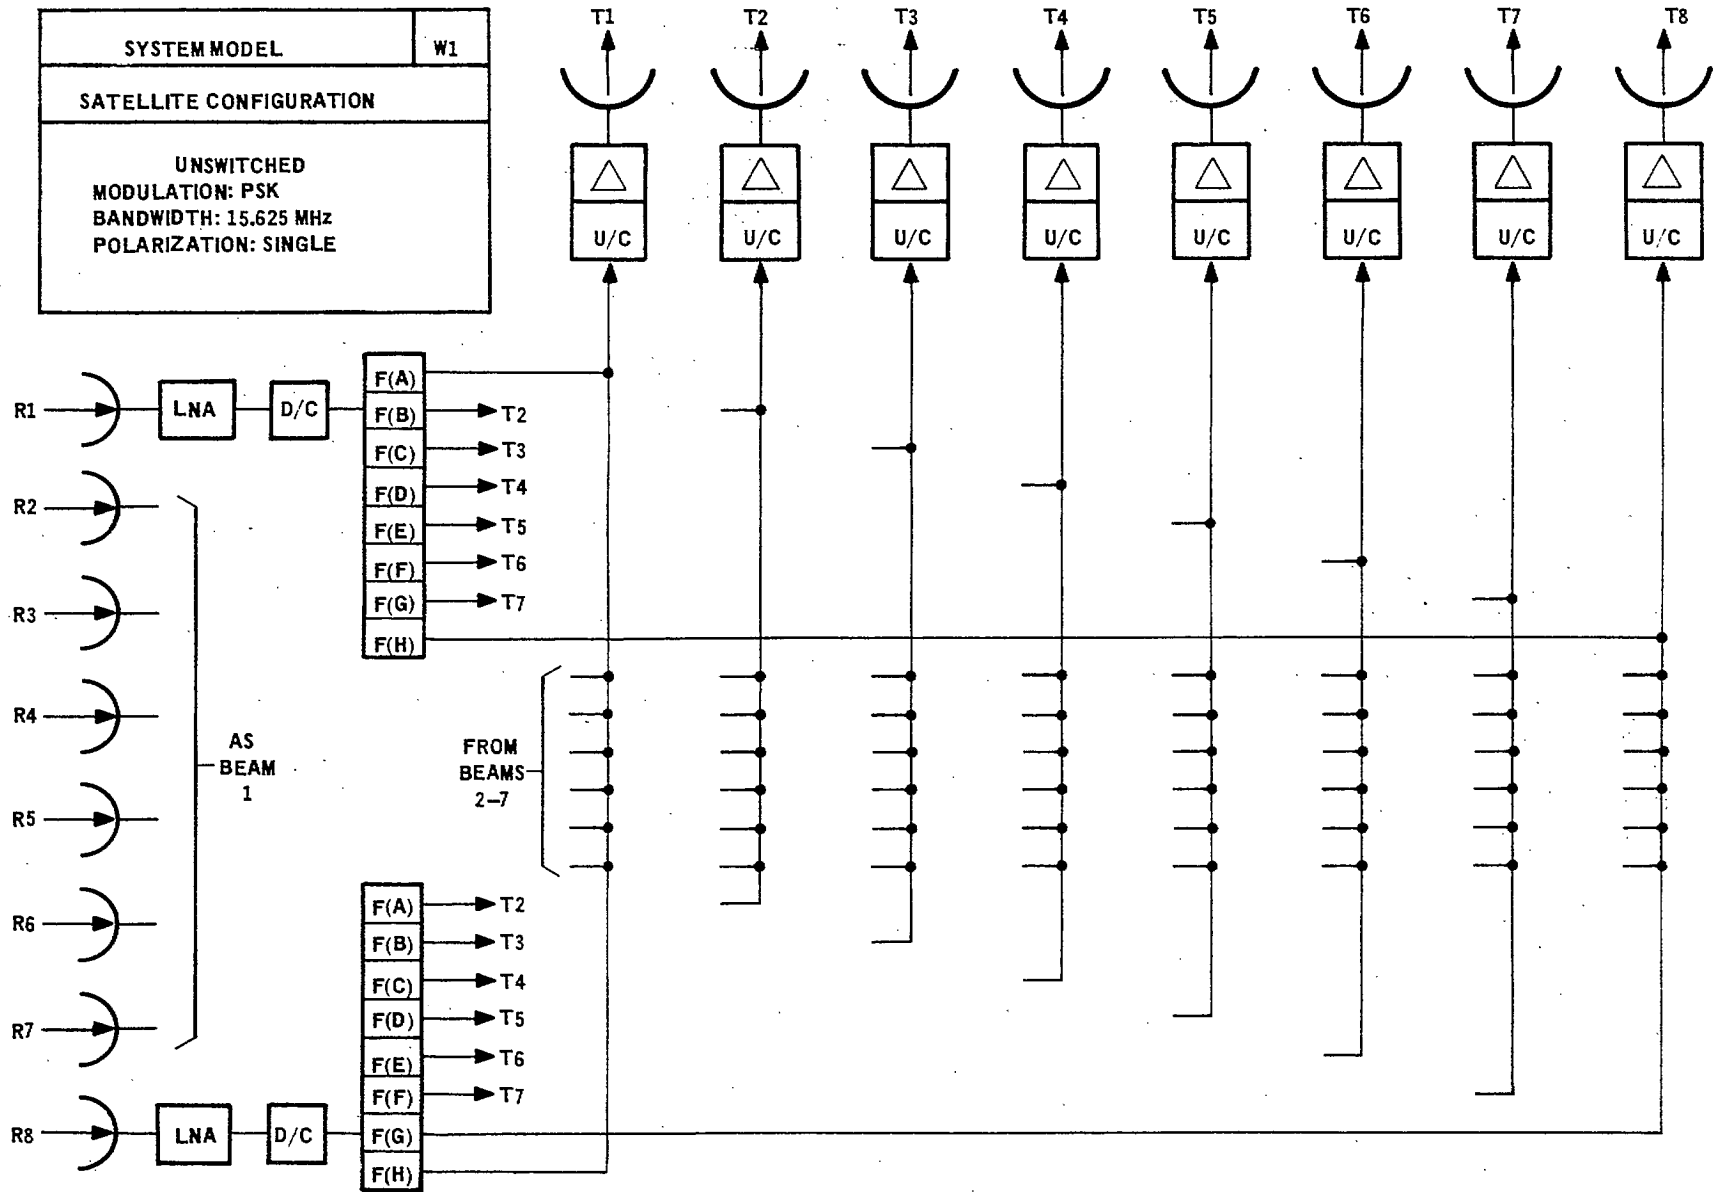 SYSTEM MODEL W1
SATELLITE CONFIGURATION
UNSWITCHED
MODULATION: PSK
BANDWIDTH: 15.625 MHz
POLARIZATION: SINGLE
T1 T2 T3 T4 T5 T6 T7 T8
U/C U/C U/C U/C U/C U/C U/C U/C
R1 LNA D/C
F(A)
F(B) T2
F(C) T3
F(D) T4
F(E) T5
F(F) T6
F(G) T7
F(H)
R2
R3
R4
R5
R6
R7
AS
BEAM
1
FROM
BEAMS
2-7
F(A) T2
F(B) T3
F(C) T4
F(D) T5
F(E) T6
F(F) T7
R8 LNA D/C F(G)
F(H)